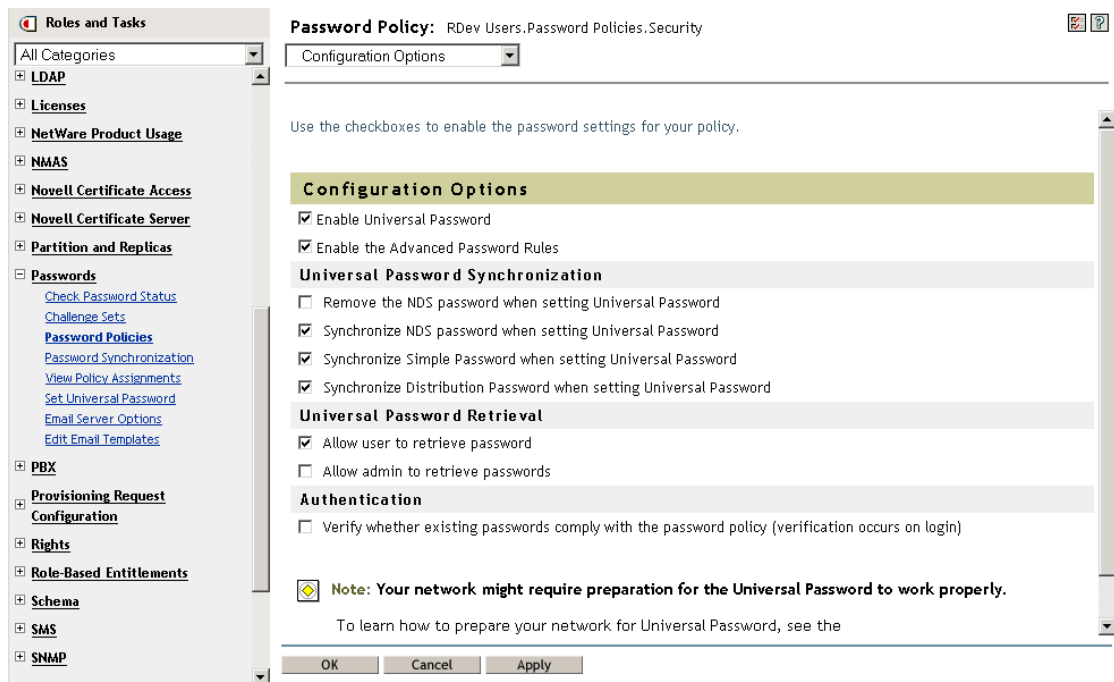 Roles and Tasks
All Categories
LDAP
Licenses
NetWare Product Usage
NMAS
Novell Certificate Access
Novell Certificate Server
Partition and Replicas
Passwords
Check Password Status
Challenge Sets
Password Policies
Password Synchronization
View Policy Assignments
Set Universal Password
Email Server Options
Edit Email Templates
PBX
Provisioning Request
Configuration
Rights
Role-Based Entitlements
Schema
SMS
SNMP
Password Policy: RDev Users.Password Policies.Security
Configuration Options
Use the checkboxes to enable the password settings for your policy.
Configuration Options
Enable Universal Password
Enable the Advanced Password Rules
Universal Password Synchronization
Remove the NDS password when setting Universal Password
Synchronize NDS password when setting Universal Password
Synchronize Simple Password when setting Universal Password
Synchronize Distribution Password when setting Universal Password
Universal Password Retrieval
Allow user to retrieve password
Allow admin to retrieve passwords
Authentication
Verify whether existing passwords comply with the password policy (verification occurs on login)
Note: Your network might require preparation for the Universal Password to work properly.
To learn how to prepare your network for Universal Password, see the
OK Cancel Apply